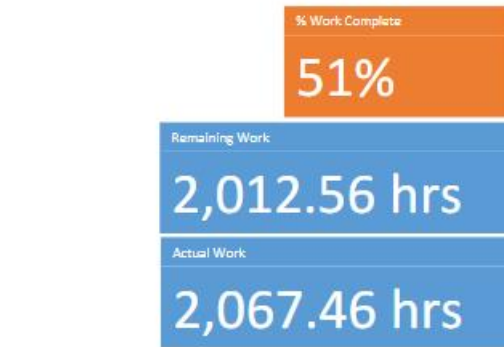 % Work Complete
51%
Remaining Work
2,012.56 hrs
Actual Work
2,067.46 hrs